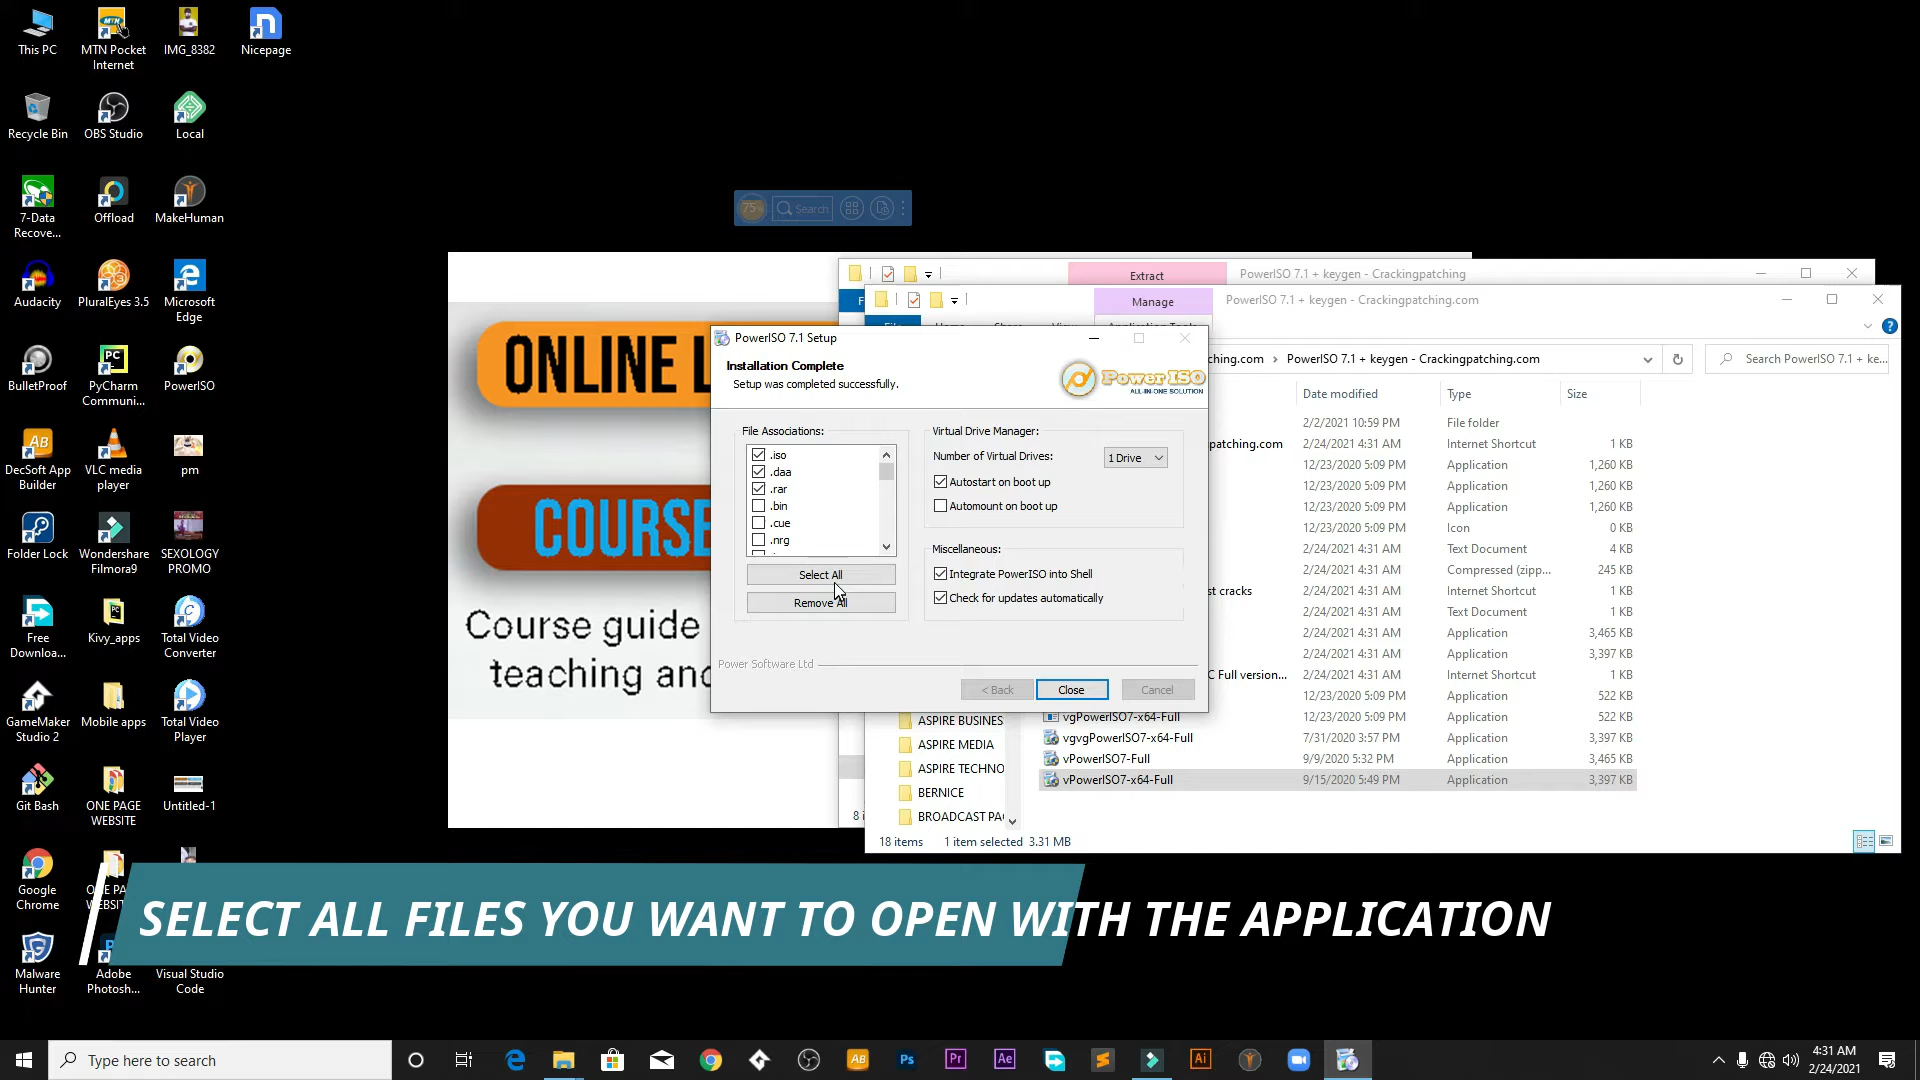 This PC
MTN Pocket
Internet
IMG_8382
Nicepage
Recycle Bin
OBS Studio
Local
7-Data
Recove...
Offload
MakeHuman
Audacity
PluralEyes 3.5
Microsoft
Edge
BulletProof
PyCharm
Communi...
PowerISO
DecSoft App
Builder
VLC media
player
pm
Folder Lock
Wondershare
Filmora9
SEXOLOGY
PROMO
Free
Downloa...
Kivy_apps
Total Video
Converter
GameMaker
Studio 2
Mobile apps
Total Video
Player
Git Bash
ONE PAGE
WEBSITE
Untitled-1
Google
Chrome
Malware
Hunter
Adobe
Photosh...
Visual Studio
Code
75%
Search
ONLINE L
COURSE
Course guide
teaching and
Extract
PowerISO 7.1 + keygen - Crackingpatching.com
Manage
PowerISO 7.1 + keygen - Crackingpatching.com
ching.com > PowerISO 7.1 + keygen - Crackingpatching.com
Search PowerISO 7.1 + ke...
Date modified Type Size
2/2/2021 10:59 PM File folder
patching.com 2/24/2021 4:31 AM Internet Shortcut 1 KB
12/23/2020 5:09 PM Application 1,260 KB
12/23/2020 5:09 PM Application 1,260 KB
12/23/2020 5:09 PM Application 1,260 KB
12/23/2020 5:09 PM Icon 0 KB
2/24/2021 4:31 AM Text Document 4 KB
2/24/2021 4:31 AM Compressed (zipp... 245 KB
st cracks 2/24/2021 4:31 AM Internet Shortcut 1 KB
2/24/2021 4:31 AM Text Document 2 KB
2/24/2021 4:31 AM Application 3,465 KB
2/24/2021 4:31 AM Application 3,397 KB
C Full version... 2/24/2021 4:31 AM Internet Shortcut 1 KB
12/23/2020 5:09 PM Application 522 KB
vgPowerISO7-x64-Full 12/23/2020 5:09 PM Application 522 KB
vgvgPowerISO7-x64-Full 7/31/2020 3:57 PM Application 3,397 KB
vPowerISO7-Full 9/9/2020 5:32 PM Application 3,465 KB
vPowerISO7-x64-Full 9/15/2020 5:49 PM Application 3,397 KB
ASPIRE BUSINES
ASPIRE MEDIA
ASPIRE TECHNO
BERNICE
BROADCAST PA
18 items 1 item selected 3.31 MB
PowerISO 7.1 Setup
Installation Complete
Setup was completed successfully.
Power ISO
ALL-IN-ONE SOLUTION
File Associations:
.iso
.daa
.rar
.bin
.cue
.nrg
Select All
Remove All
Virtual Drive Manager:
Number of Virtual Drives: 1 Drive
Autostart on boot up
Automount on boot up
Miscellaneous:
Integrate PowerISO into Shell
Check for updates automatically
Power Software Ltd
< Back Close Cancel
SELECT ALL FILES YOU WANT TO OPEN WITH THE APPLICATION
Type here to search
4:31 AM
2/24/2021